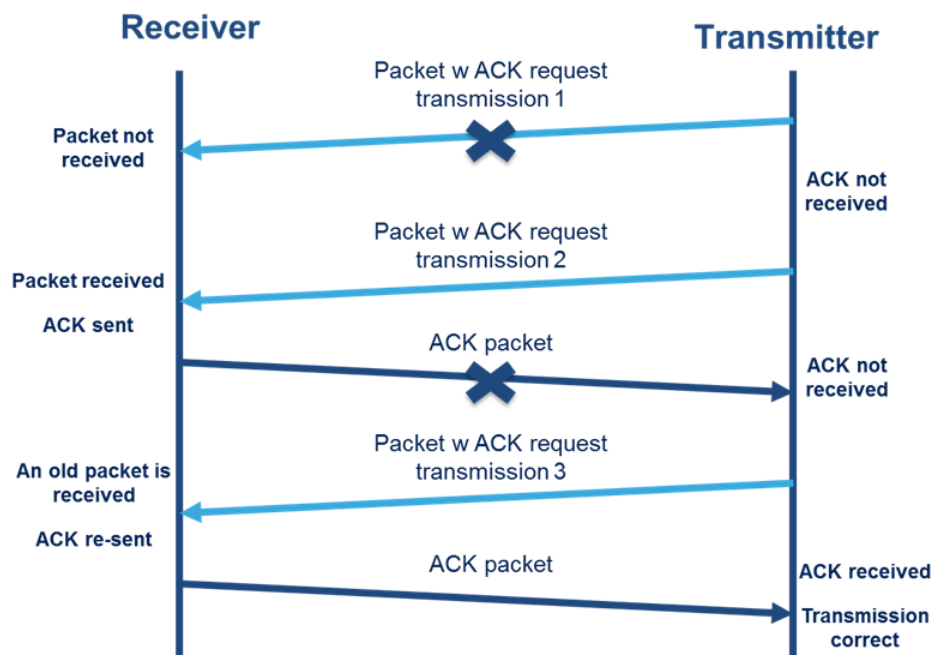 Receiver
Transmitter
Packet w ACK request
transmission 1
Packet not
received
ACK not
received
Packet w ACK request
transmission 2
Packet received
ACK sent
ACK packet
ACK not
received
Packet w ACK request
transmission 3
An old packet is
received
ACK re-sent
ACK packet
ACK received
Transmission
correct